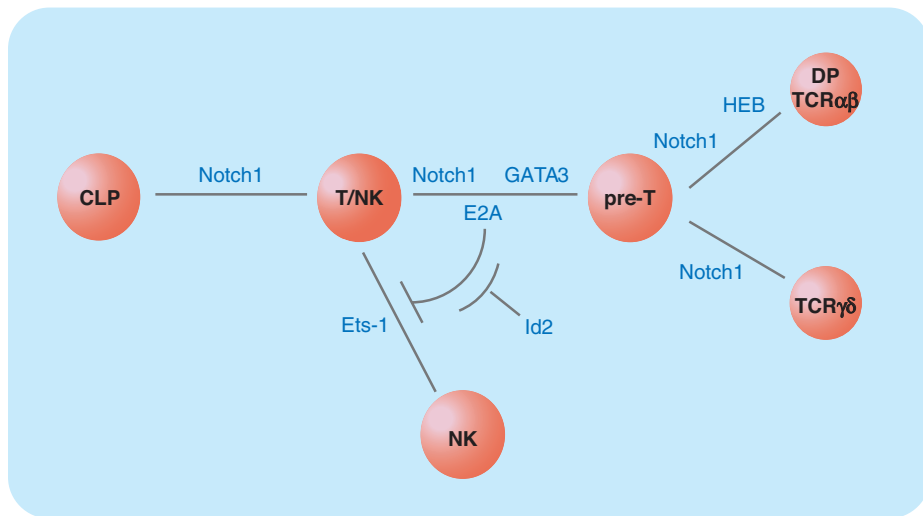 DP
TCRαβ
HEB
Notch1
CLP
Notch1
T/NK
Notch1 GATA3
E2A
pre-T
Notch1
TCRγδ
Ets-1
Id2
NK